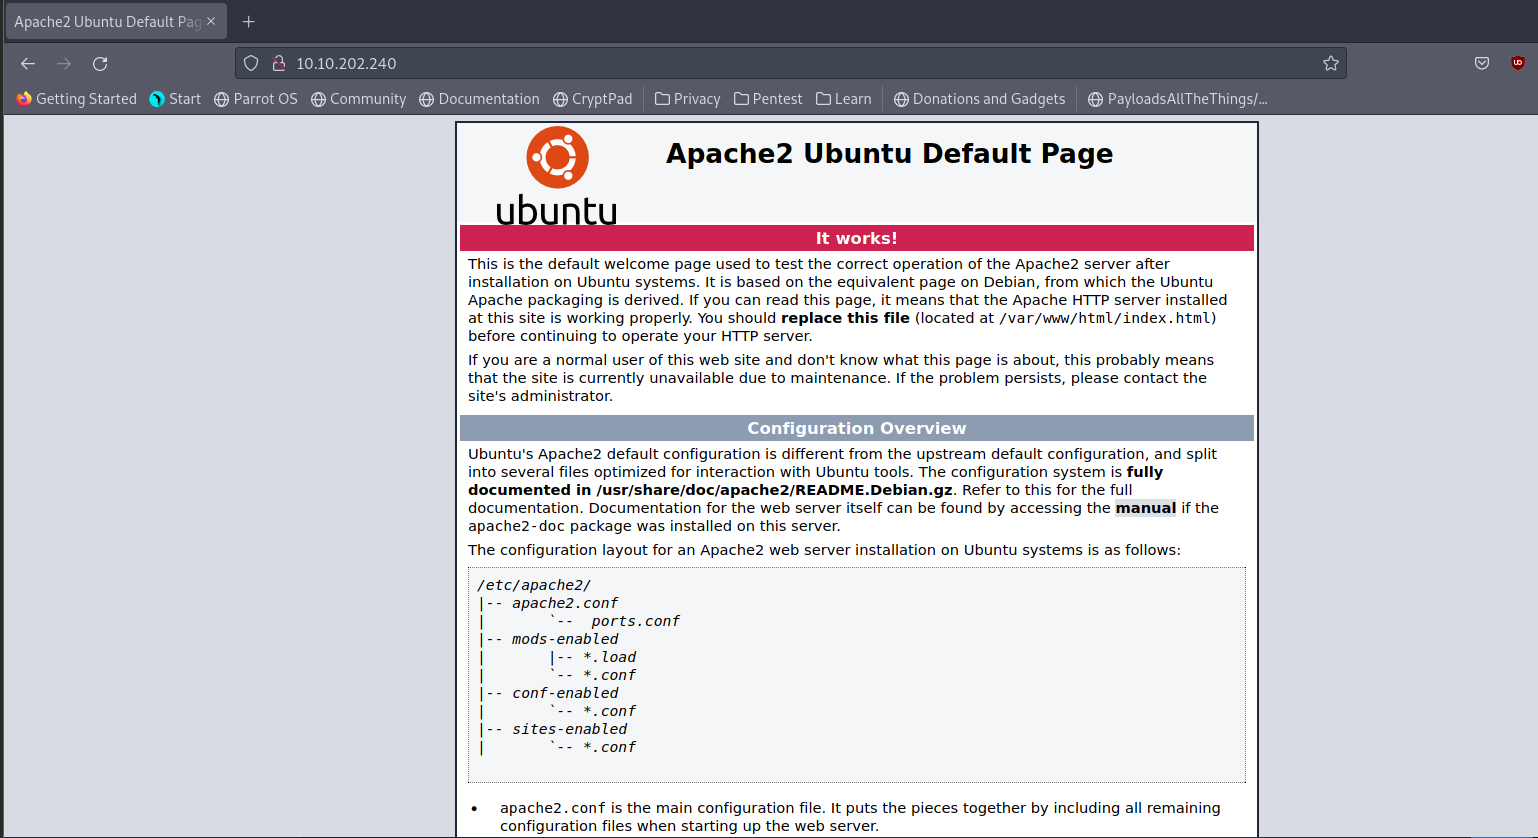 Apache2 Ubuntu Default Pag
10.10.202.240
Getting Started Start Parrot OS Community Documentation CryptPad Privacy Pentest Learn Donations and Gadgets PayloadsAllTheThings/...
ubuntu
Apache2 Ubuntu Default Page
It works!
This is the default welcome page used to test the correct operation of the Apache2 server after
installation on Ubuntu systems. It is based on the equivalent page on Debian, from which the Ubuntu
Apache packaging is derived. If you can read this page, it means that the Apache HTTP server installed
at this site is working properly. You should replace this file (located at /var/www/html/index.html)
before continuing to operate your HTTP server.
If you are a normal user of this web site and don't know what this page is about, this probably means
that the site is currently unavailable due to maintenance. If the problem persists, please contact the
site's administrator.
Configuration Overview
Ubuntu's Apache2 default configuration is different from the upstream default configuration, and split
into several files optimized for interaction with Ubuntu tools. The configuration system is fully
documented in /usr/share/doc/apache2/README.Debian.gz. Refer to this for the full
documentation. Documentation for the web server itself can be found by accessing the manual if the
apache2-doc package was installed on this server.
The configuration layout for an Apache2 web server installation on Ubuntu systems is as follows:
/etc/apache2/
|-- apache2.conf
|       `--  ports.conf
|-- mods-enabled
|       |-- *.load
|       `-- *.conf
|-- conf-enabled
|       `-- *.conf
|-- sites-enabled
|       `-- *.conf
• apache2.conf is the main configuration file. It puts the pieces together by including all remaining
configuration files when starting up the web server.